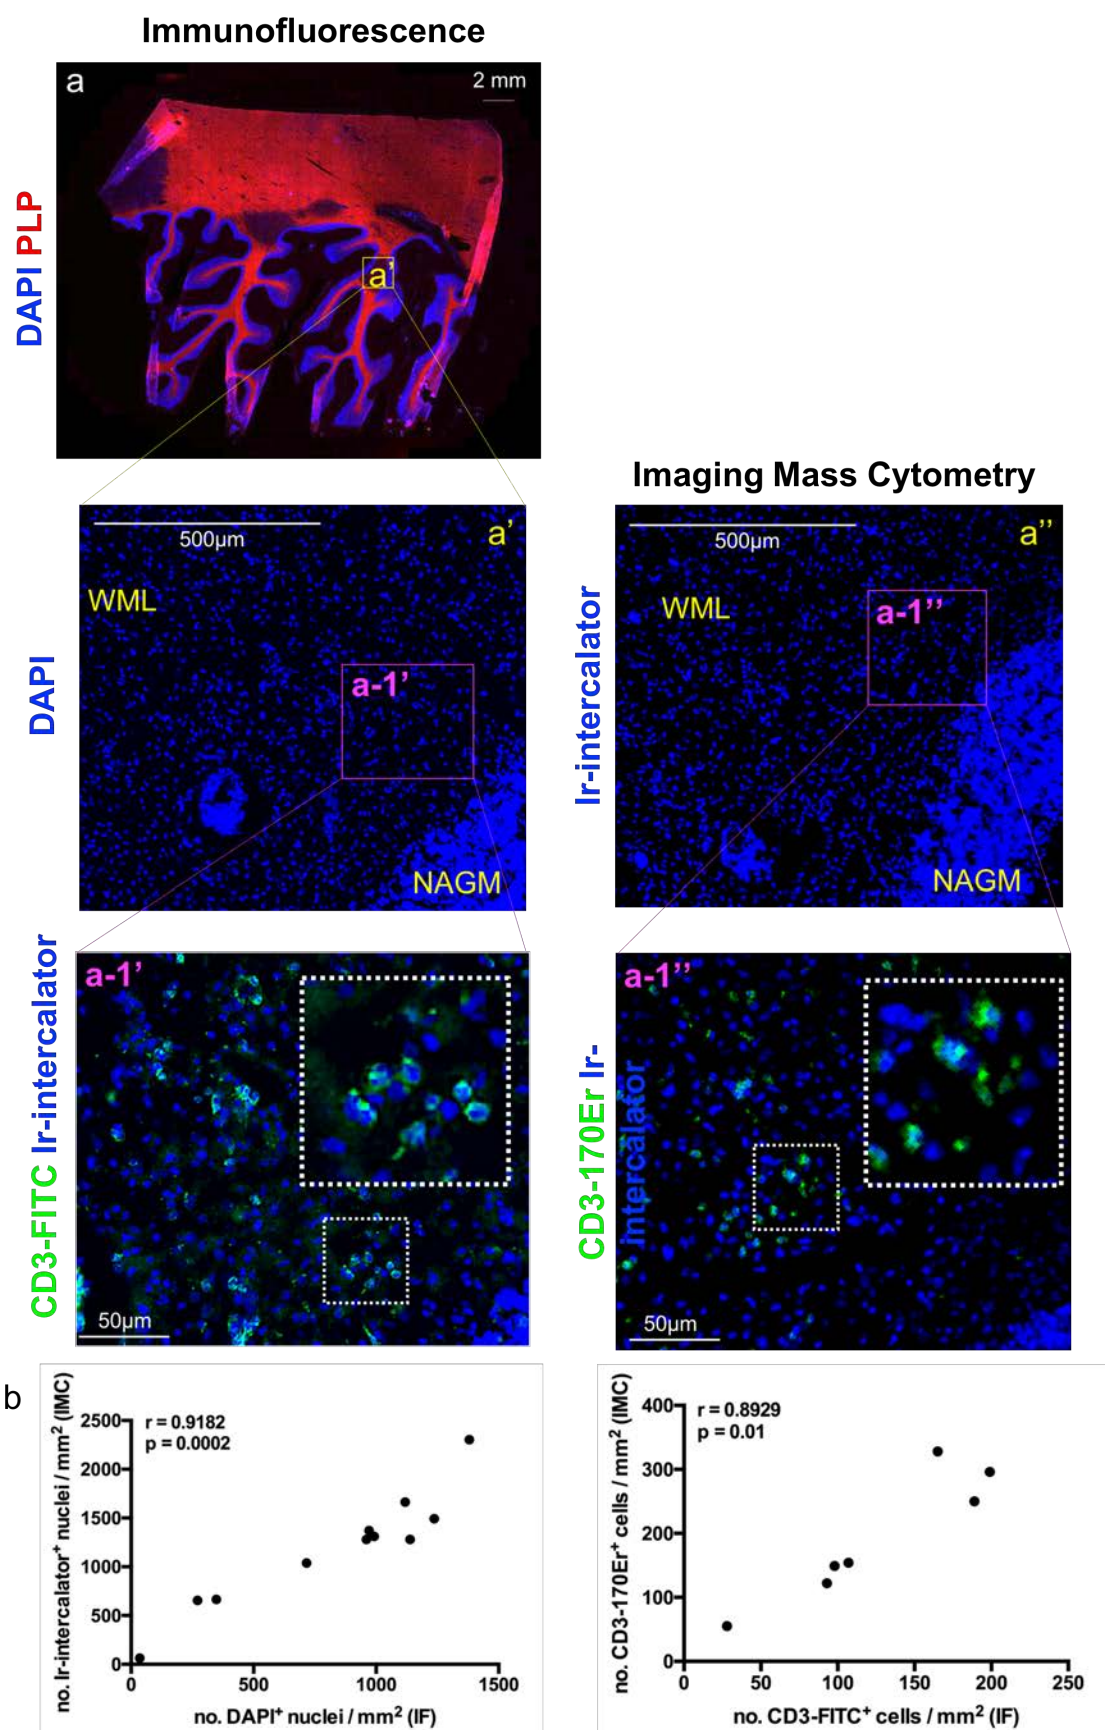 Immunofluorescence
a
2 mm
DAPI PLP
a'
Imaging Mass Cytometry
500µm
a'
WML
a-1'
NAGM
DAPI
500µm
a''
WML
a-1''
NAGM
Ir-intercalator
a-1'
50µm
CD3-FITC Ir-intercalator
a-1''
50µm
CD3-170Er Ir-
intercalator
b
r = 0.9182
p = 0.0002
2500
2000
1500
1000
500
0
0 500 1000 1500
no. Ir-intercalator⁺ nuclei / mm² (IMC)
no. DAPI⁺ nuclei / mm² (IF)
r = 0.8929
p = 0.01
400
300
200
100
0
0 50 100 150 200 250
no. CD3-170Er⁺ cells / mm² (IMC)
no. CD3-FITC⁺ cells / mm² (IF)